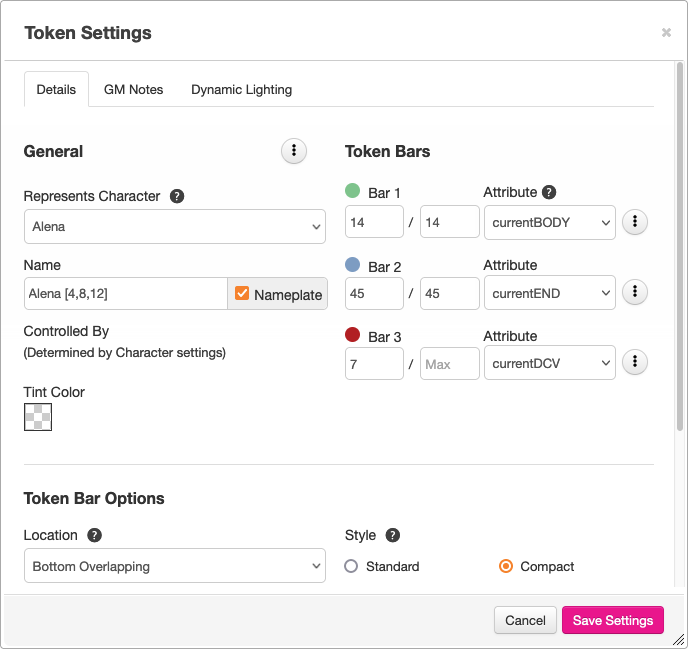 Token Settings
×
Details GM Notes Dynamic Lighting
General
Represents Character ?
Alena
Name
Alena [4,8,12] Nameplate
Controlled By
(Determined by Character settings)
Tint Color
Token Bars
Bar 1 Attribute ?
14 / 14 currentBODY
Bar 2 Attribute
45 / 45 currentEND
Bar 3 Attribute
7 / Max currentDCV
Token Bar Options
Location ?
Bottom Overlapping
Style ?
Standard Compact
Cancel Save Settings